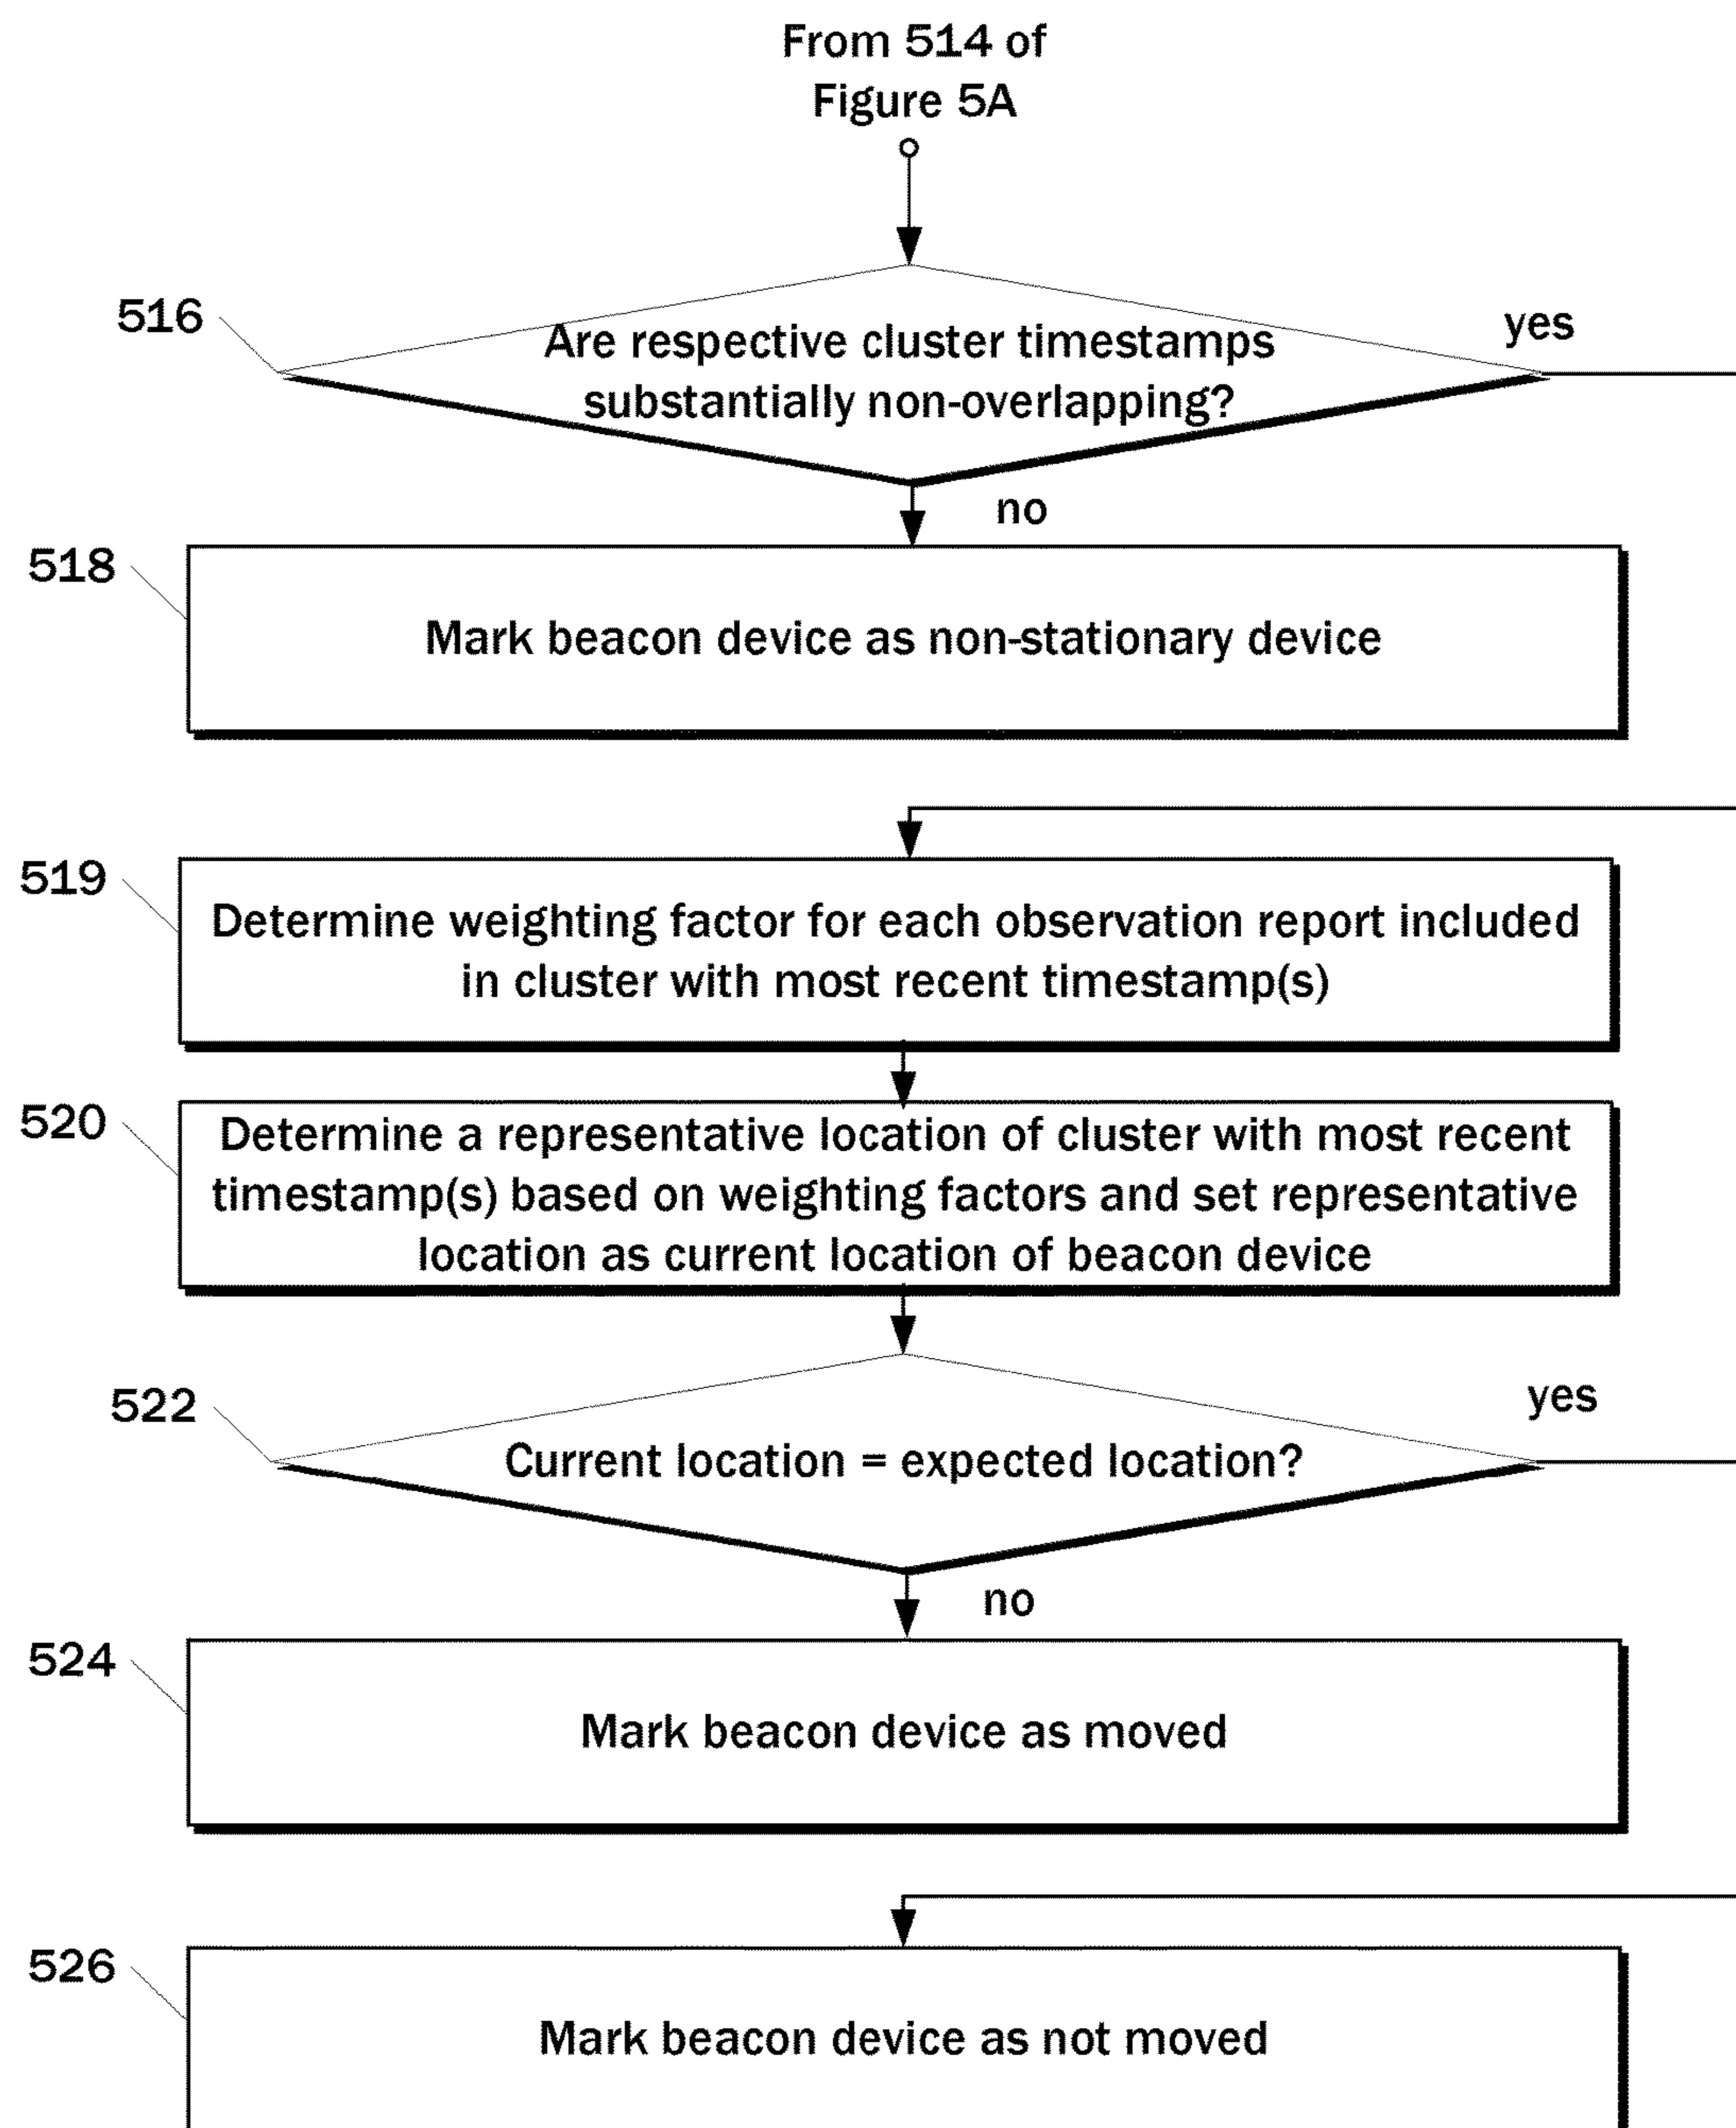 From 514 of
Figure 5A
516
Are respective cluster timestamps
substantially non-overlapping?
yes
no
518
Mark beacon device as non-stationary device
519
Determine weighting factor for each observation report included
in cluster with most recent timestamp(s)
520
Determine a representative location of cluster with most recent
timestamp(s) based on weighting factors and set representative
location as current location of beacon device
522
Current location = expected location?
yes
no
524
Mark beacon device as moved
526
Mark beacon device as not moved